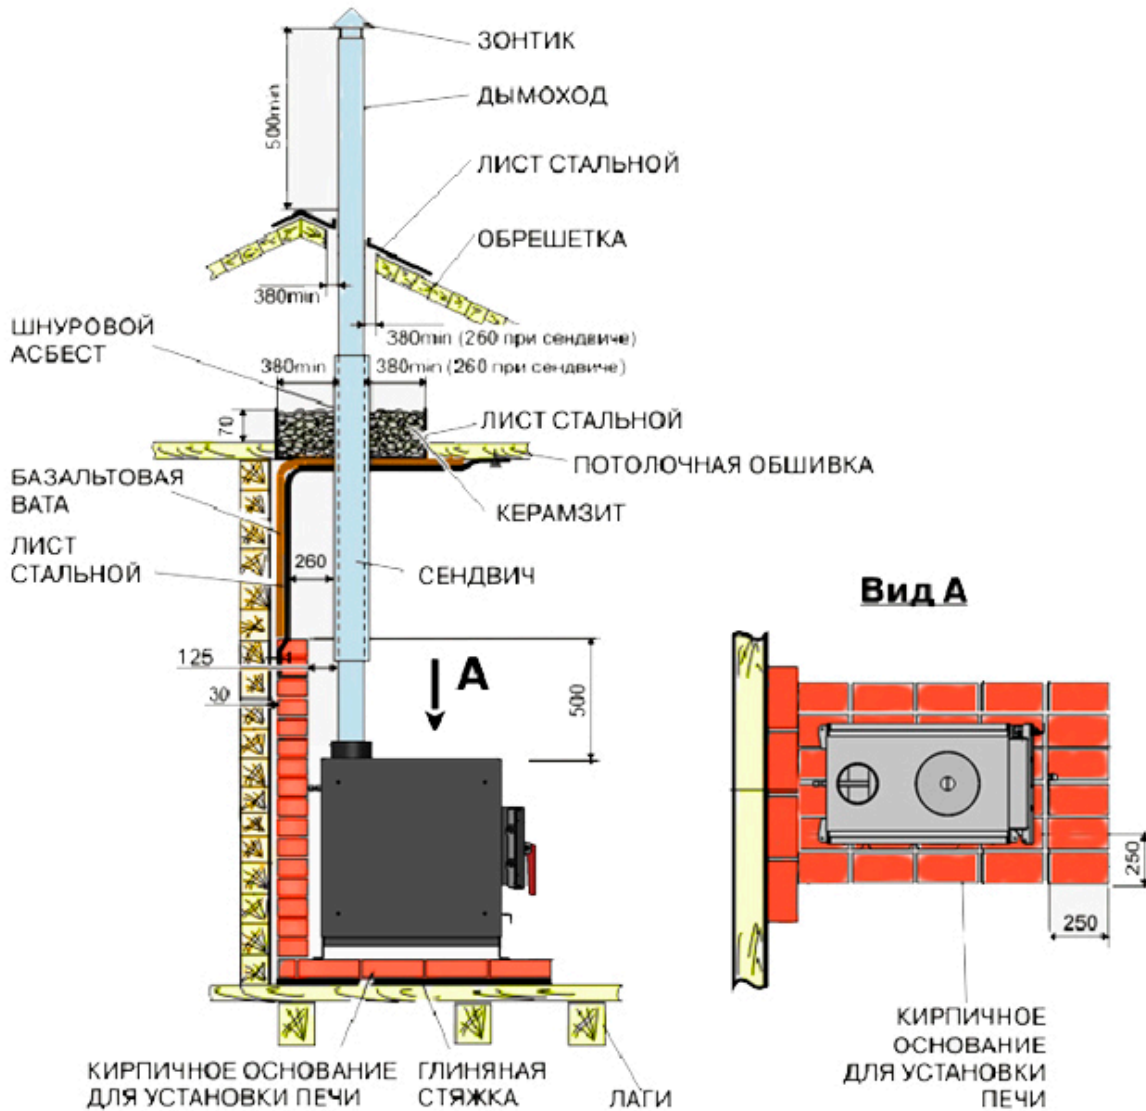 ЗОНТИК
ДЫМОХОД
500min
ЛИСТ СТАЛЬНОЙ
ОБРЕШЕТКА
380min
ШНУРОВОЙ
АСБЕСТ
380min (260 при сендвиче)
380min
380min (260 при сендвиче)
70
ЛИСТ СТАЛЬНОЙ
ПОТОЛОЧНАЯ ОБШИВКА
БАЗАЛЬТОВАЯ
ВАТА
КЕРАМЗИТ
ЛИСТ
СТАЛЬНОЙ
260
СЕНДВИЧ
Вид А
125
А
30
500
250
250
КИРПИЧНОЕ
ОСНОВАНИЕ
ДЛЯ УСТАНОВКИ
ПЕЧИ
КИРПИЧНОЕ ОСНОВАНИЕ
ДЛЯ УСТАНОВКИ ПЕЧИ
ГЛИНЯНАЯ
СТЯЖКА
ЛАГИ